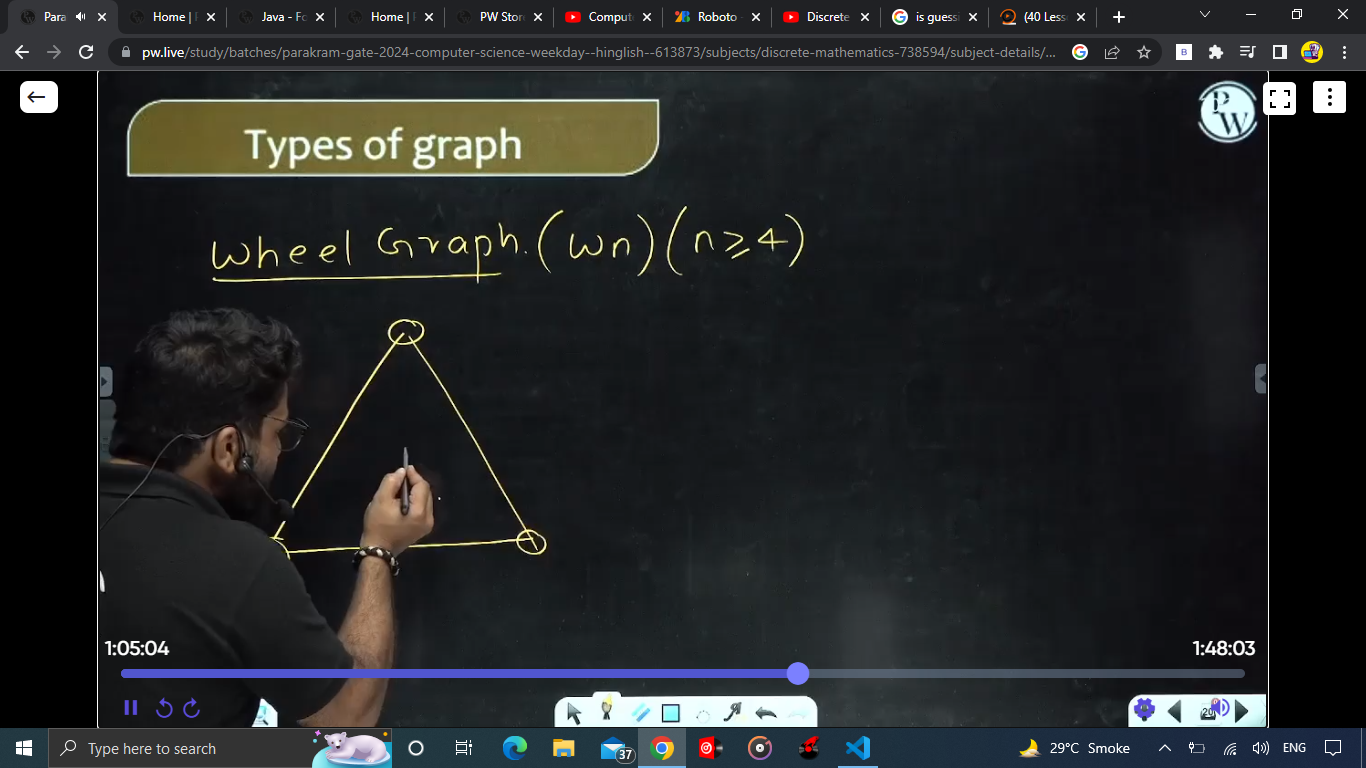 Para
Home |
Java - Fo
Home |
PW Stor
Comput
Roboto
Discrete
is guess
(40 Less
pw.live/study/batches/parakram-gate-2024-computer-science-weekday--hinglish--613873/subjects/discrete-mathematics-738594/subject-details/...
B
Types of graph
P
W
Wheel Graph. (Wn) (n≥4)
1:05:04
1:48:03
20
Type here to search
37
29°C Smoke
ENG